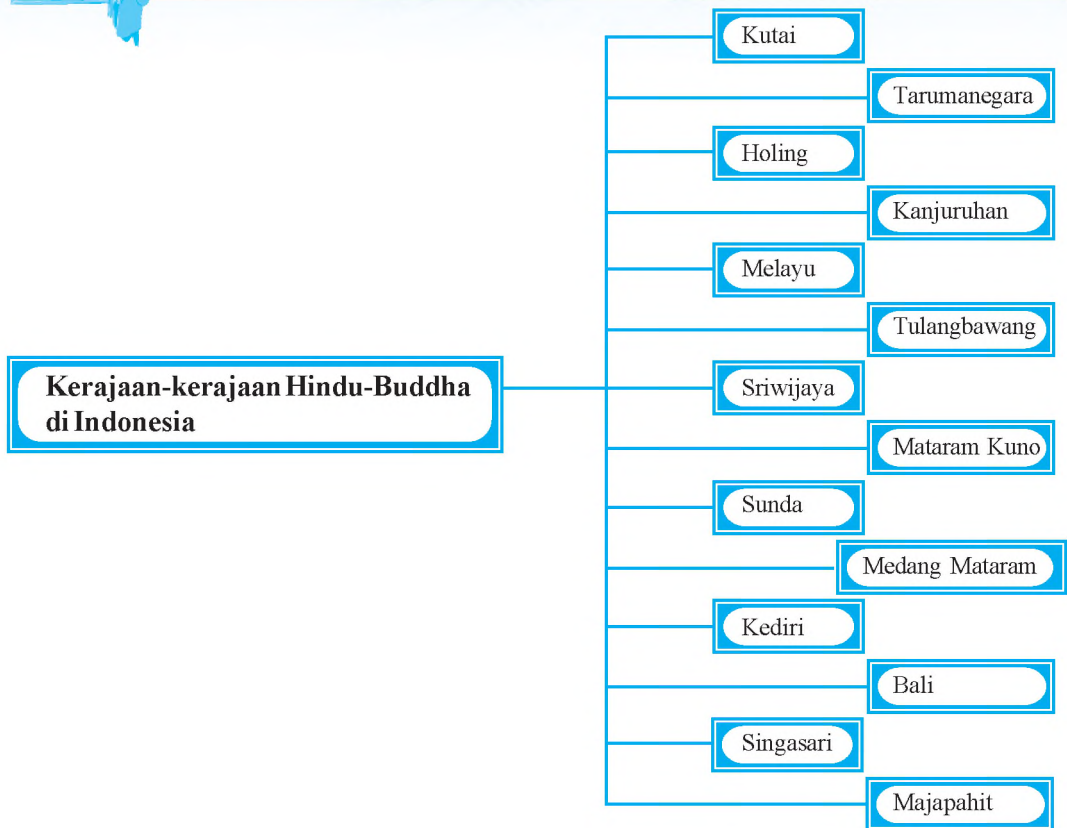 Kutai
Tarumanegara
Holing
Kanjuruhan
Melayu
Tulangbawang
Kerajaan-kerajaan Hindu-Buddha
di Indonesia
Sriwijaya
Mataram Kuno
Sunda
Medang Mataram
Kediri
Bali
Singasari
Majapahit